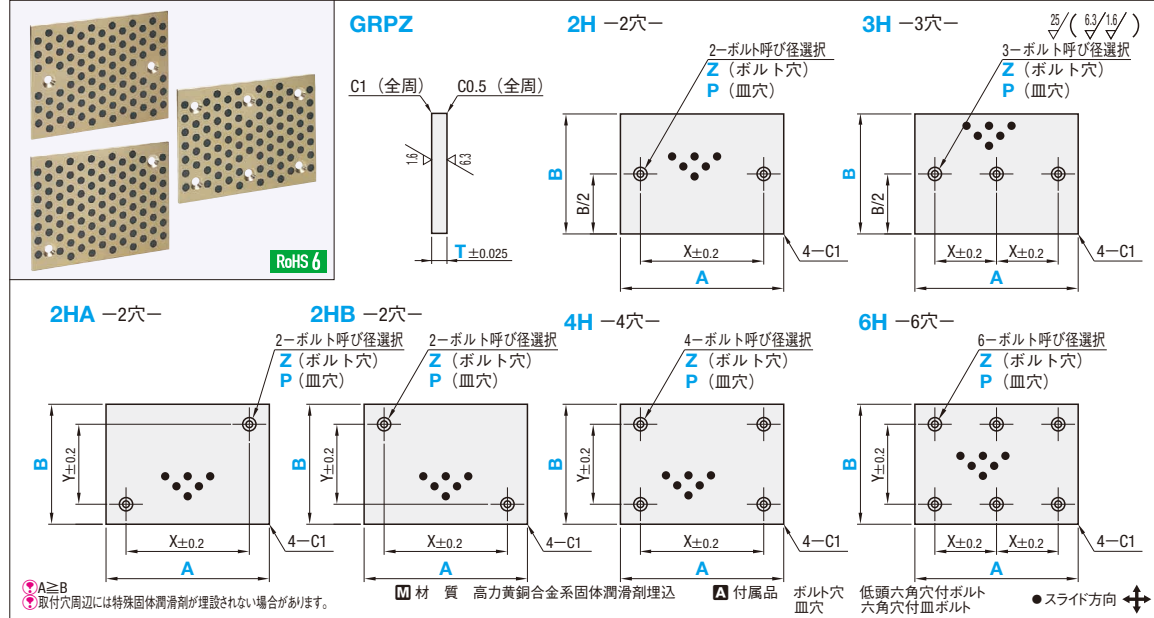 RoHS 6
GRPZ
C1（全周） C0.5（全周）
1.6
6.3
T±0.025
2H −2穴−
2−ボルト呼び径選択
Z（ボルト穴）
P（皿穴）
B
B/2
X±0.2
A
4−C1
3H −3穴−
25/( 6.3/ 1.6/ )
3−ボルト呼び径選択
Z（ボルト穴）
P（皿穴）
B
B/2
X±0.2 X±0.2
A
4−C1
2HA −2穴−
2−ボルト呼び径選択
Z（ボルト穴）
P（皿穴）
B
Y±0.2
X±0.2
A
4−C1
2HB −2穴−
2−ボルト呼び径選択
Z（ボルト穴）
P（皿穴）
B
Y±0.2
X±0.2
A
4−C1
4H −4穴−
4−ボルト呼び径選択
Z（ボルト穴）
P（皿穴）
B
Y±0.2
X±0.2
A
4−C1
6H −6穴−
6−ボルト呼び径選択
Z（ボルト穴）
P（皿穴）
B
Y±0.2
X±0.2 X±0.2
A
4−C1
A≧B
取付穴周辺には特殊固体潤滑剤が埋設されない場合があります。
M 材 質 高力黄銅合金系固体潤滑剤埋込
A 付属品 ボルト穴 低頭六角穴付ボルト
皿穴 六角穴付皿ボルト
●スライド方向